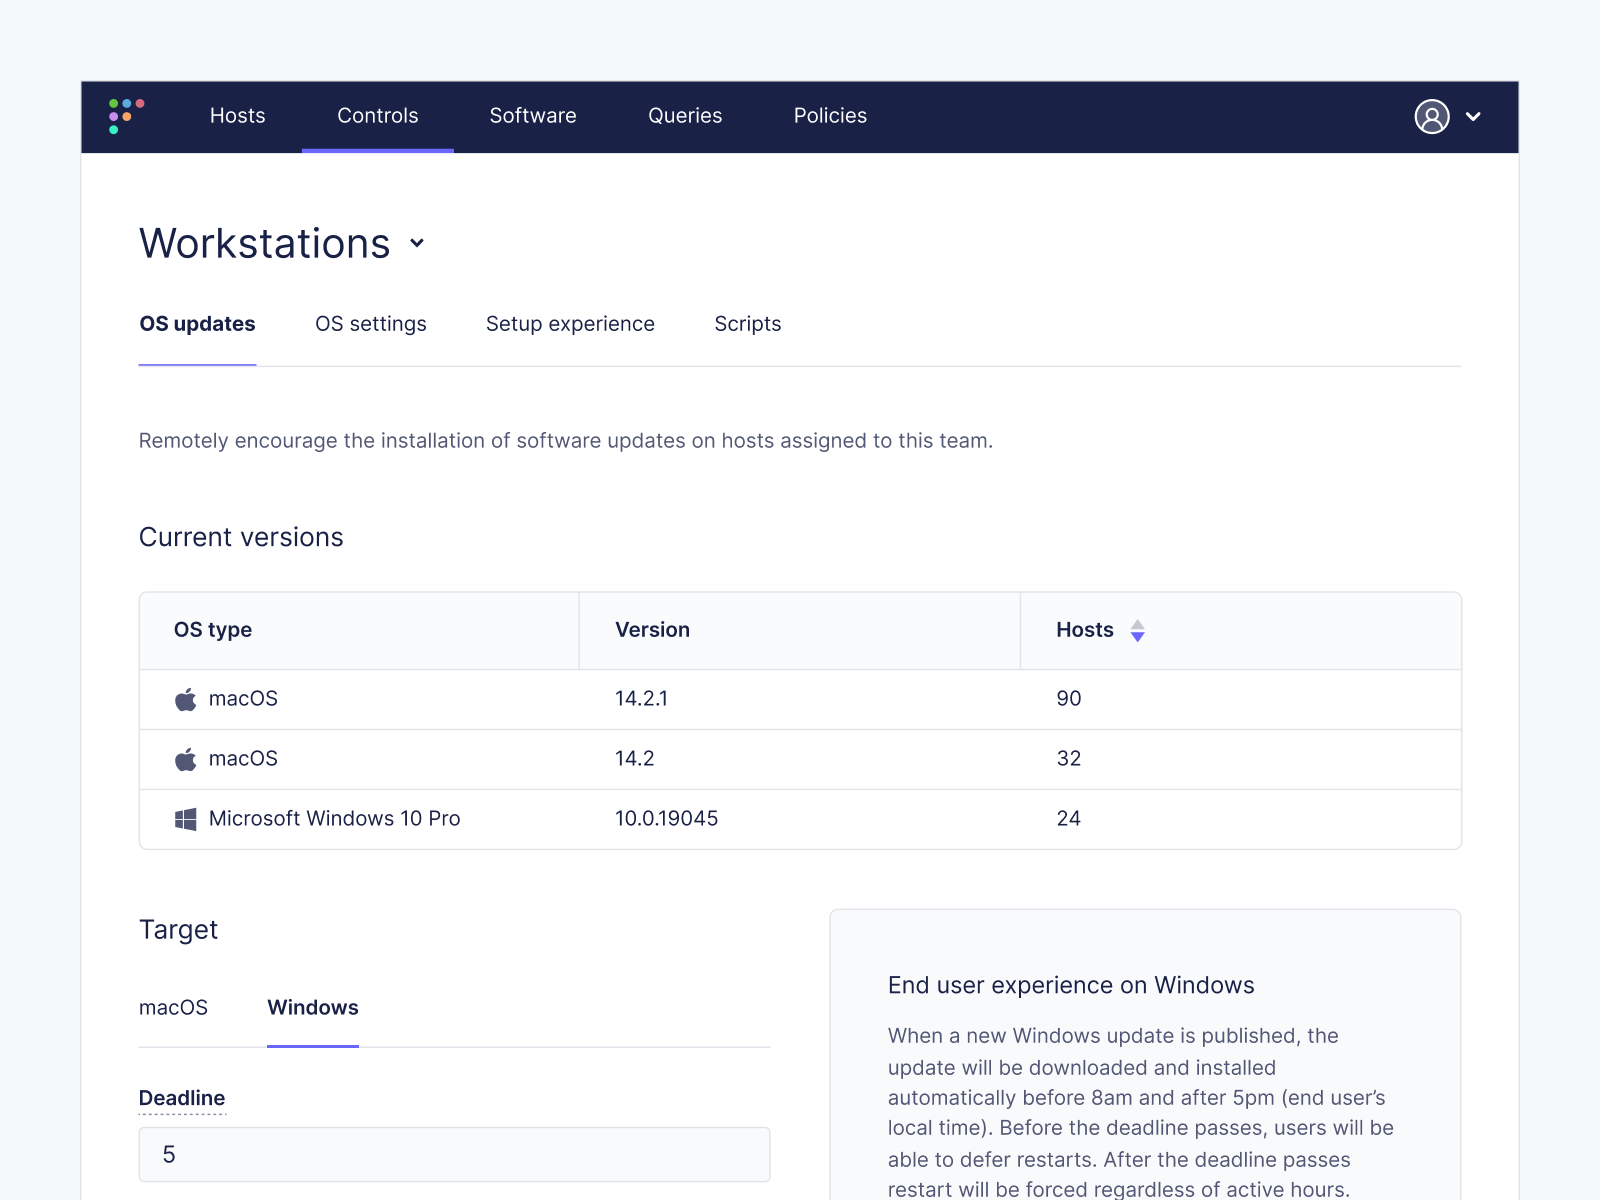 Hosts Controls Software Queries Policies
Workstations
OS updates OS settings Setup experience Scripts
Remotely encourage the installation of software updates on hosts assigned to this team.
Current versions
OS type Version Hosts
macOS 14.2.1 90
macOS 14.2 32
Microsoft Windows 10 Pro 10.0.19045 24
Target
macOS Windows
Deadline
5
End user experience on Windows
When a new Windows update is published, the
update will be downloaded and installed
automatically before 8am and after 5pm (end user’s
local time). Before the deadline passes, users will be
able to defer restarts. After the deadline passes
restart will be forced regardless of active hours.